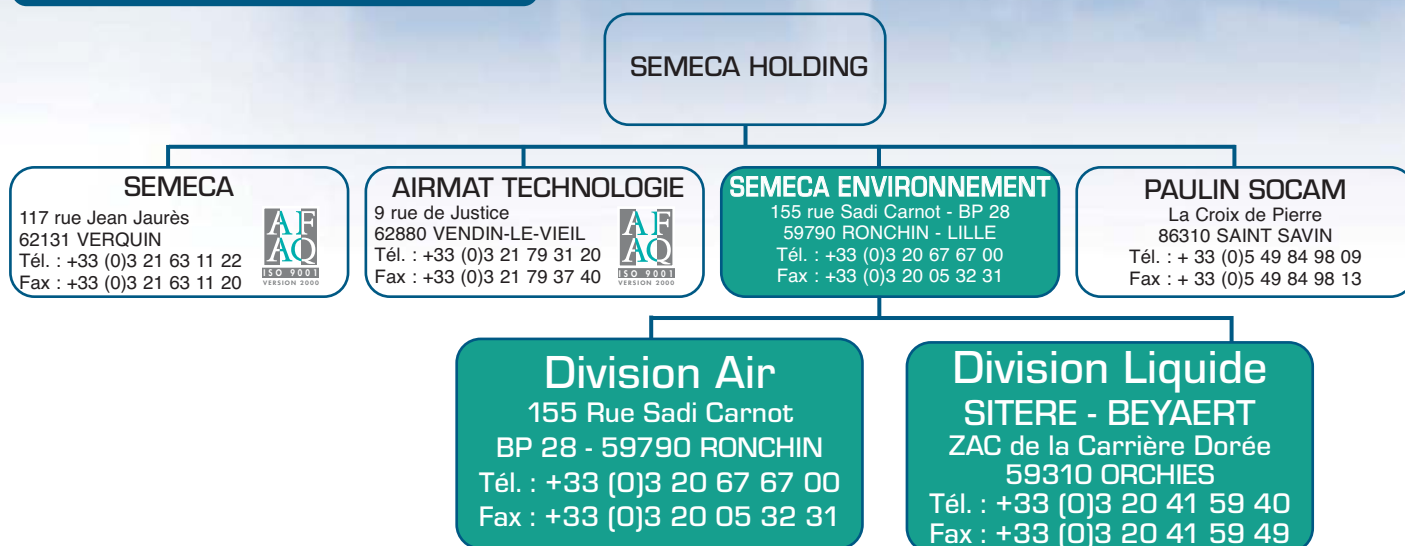 SEMECA HOLDING
SEMECA
117 rue Jean Jaurès
62131 VERQUIN
Tél. : +33 (0)3 21 63 11 22
Fax : +33 (0)3 21 63 11 20
AF
AQ
ISO 9001
VERSION 2000
AIRMAT TECHNOLOGIE
9 rue de Justice
62880 VENDIN-LE-VIEIL
Tél. : +33 (0)3 21 79 31 20
Fax : +33 (0)3 21 79 37 40
AF
AQ
ISO 9001
VERSION 2000
SEMECA ENVIRONNEMENT
155 rue Sadi Carnot - BP 28
59790 RONCHIN - LILLE
Tél. : +33 (0)3 20 67 67 00
Fax : +33 (0)3 20 05 32 31
PAULIN SOCAM
La Croix de Pierre
86310 SAINT SAVIN
Tél. : + 33 (0)5 49 84 98 09
Fax : + 33 (0)5 49 84 98 13
Division Air
155 Rue Sadi Carnot
BP 28 - 59790 RONCHIN
Tél. : +33 (0)3 20 67 67 00
Fax : +33 (0)3 20 05 32 31
Division Liquide
SITERE - BEYAERT
ZAC de la Carrière Dorée
59310 ORCHIES
Tél. : +33 (0)3 20 41 59 40
Fax : +33 (0)3 20 41 59 49